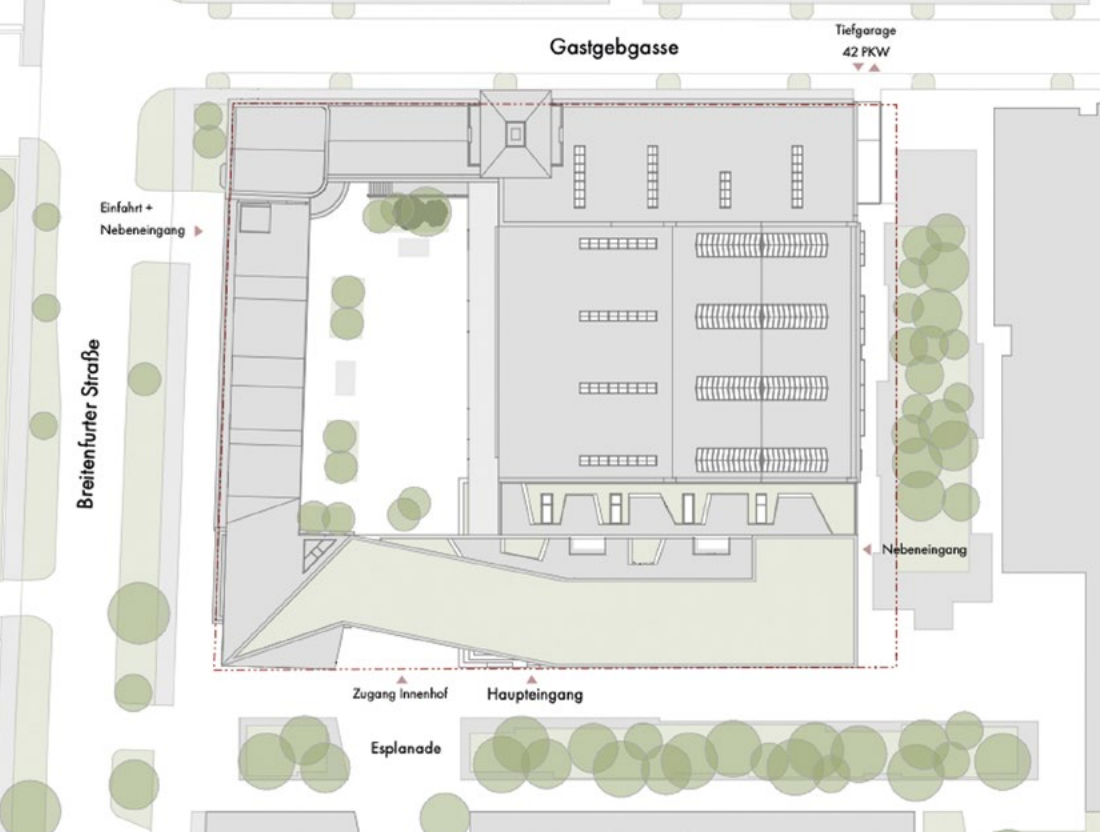 Tiefgarage
42 PKW
Gastgebgasse
Einfahrt +
Nebeneingang
Breitenfurter Straße
Nebeneingang
Zugang Innenhof
Haupteingang
Esplanade